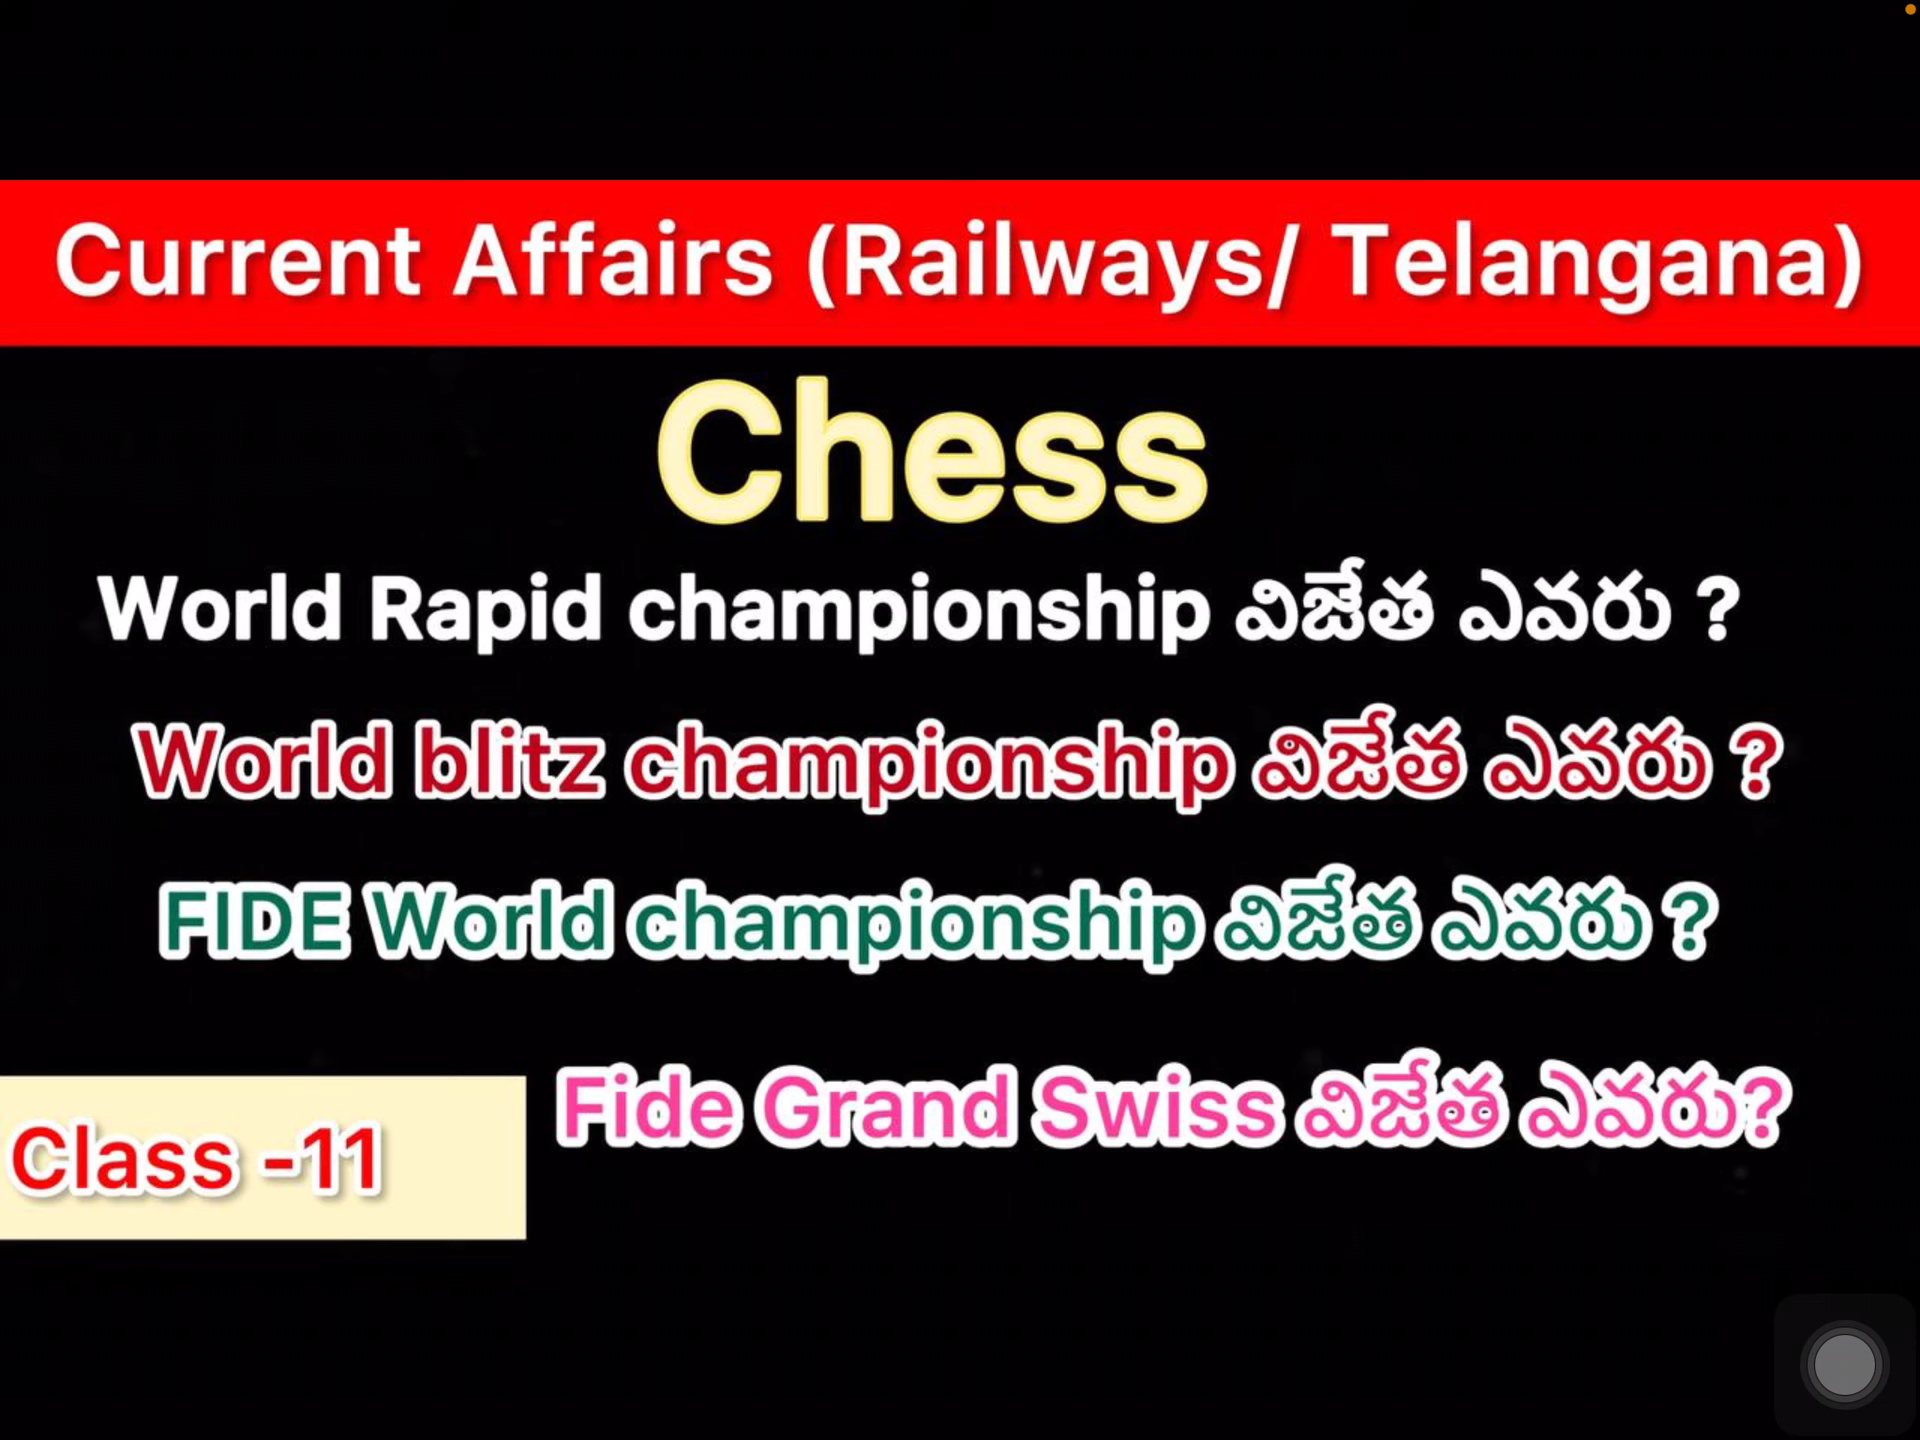 Current Affairs (Railways/ Telangana)
Chess
World Rapid championship విజేత ఎవరు ?
World blitz championship విజేత ఎవరు ?
FIDE World championship విజేత ఎవరు ?
Fide Grand Swiss విజేత ఎవరు?
Class -11